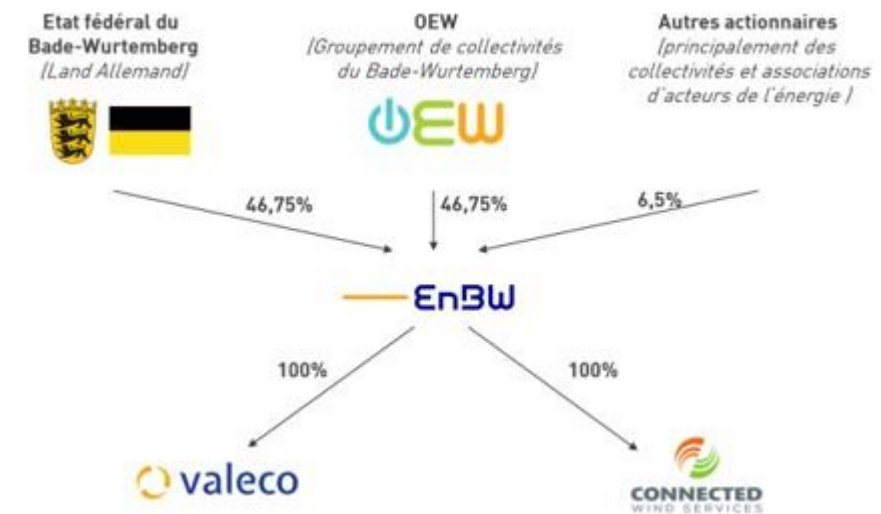 Etat fédéral du
Bade-Wurtemberg
(Land Allemand)
OEW
(Groupement de collectivités
du Bade-Wurtemberg)
OEW
Autres actionnaires
(principalement des
collectivités et associations
d'acteurs de l'énergie )
46,75%
46,75%
6,5%
EnBW
100%
100%
valeco
CONNECTED
WIND SERVICES